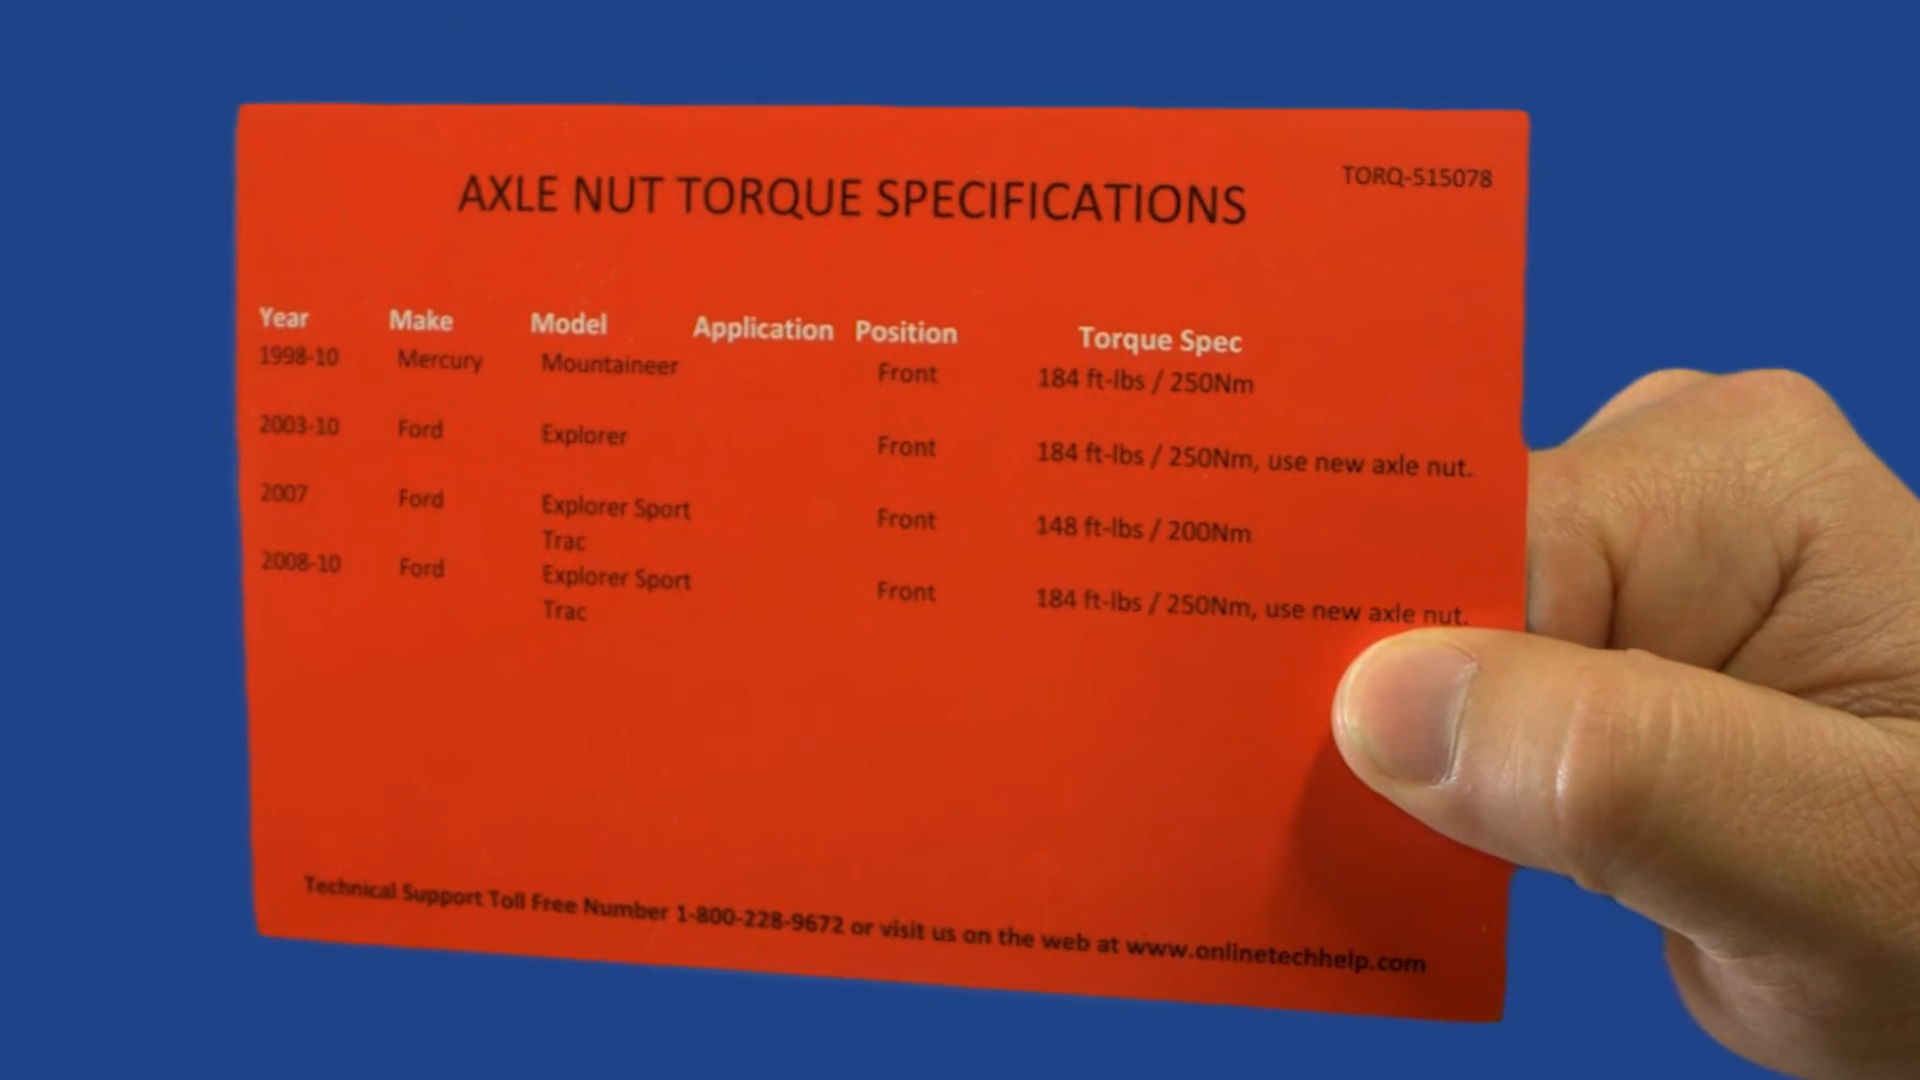 TORQ-515078
AXLE NUT TORQUE SPECIFICATIONS
Year Make Model Application Position Torque Spec
1998-10 Mercury Mountaineer Front 184 ft-lbs / 250Nm
2003-10 Ford Explorer Front 184 ft-lbs / 250Nm, use new axle nut.
2007 Ford Explorer Sport Front 148 ft-lbs / 200Nm
Trac
2008-10 Ford Explorer Sport Front 184 ft-lbs / 250Nm, use new axle nut.
Trac
Technical Support Toll Free Number 1-800-228-9672 or visit us on the web at www.onlinetechhelp.com